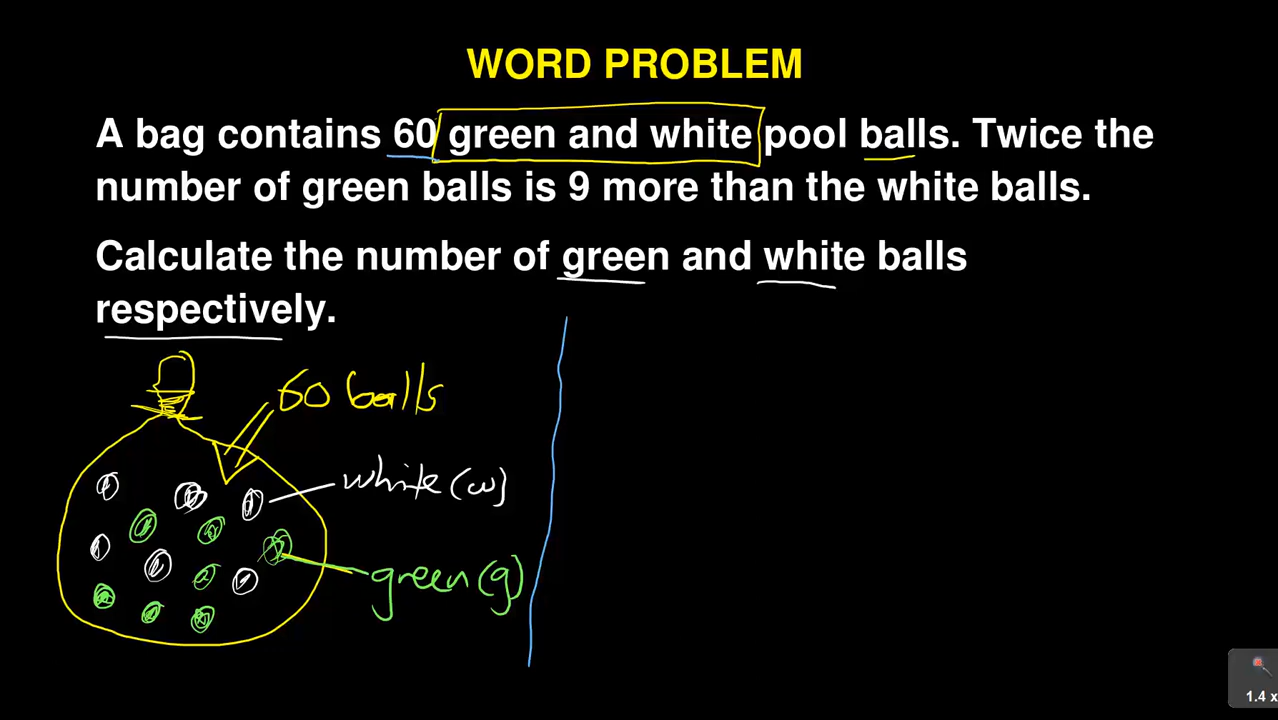 WORD PROBLEM
A bag contains 60 green and white pool balls. Twice the
number of green balls is 9 more than the white balls.
Calculate the number of green and white balls
respectively.
60 balls
white (w)
green (g)
1.4 x